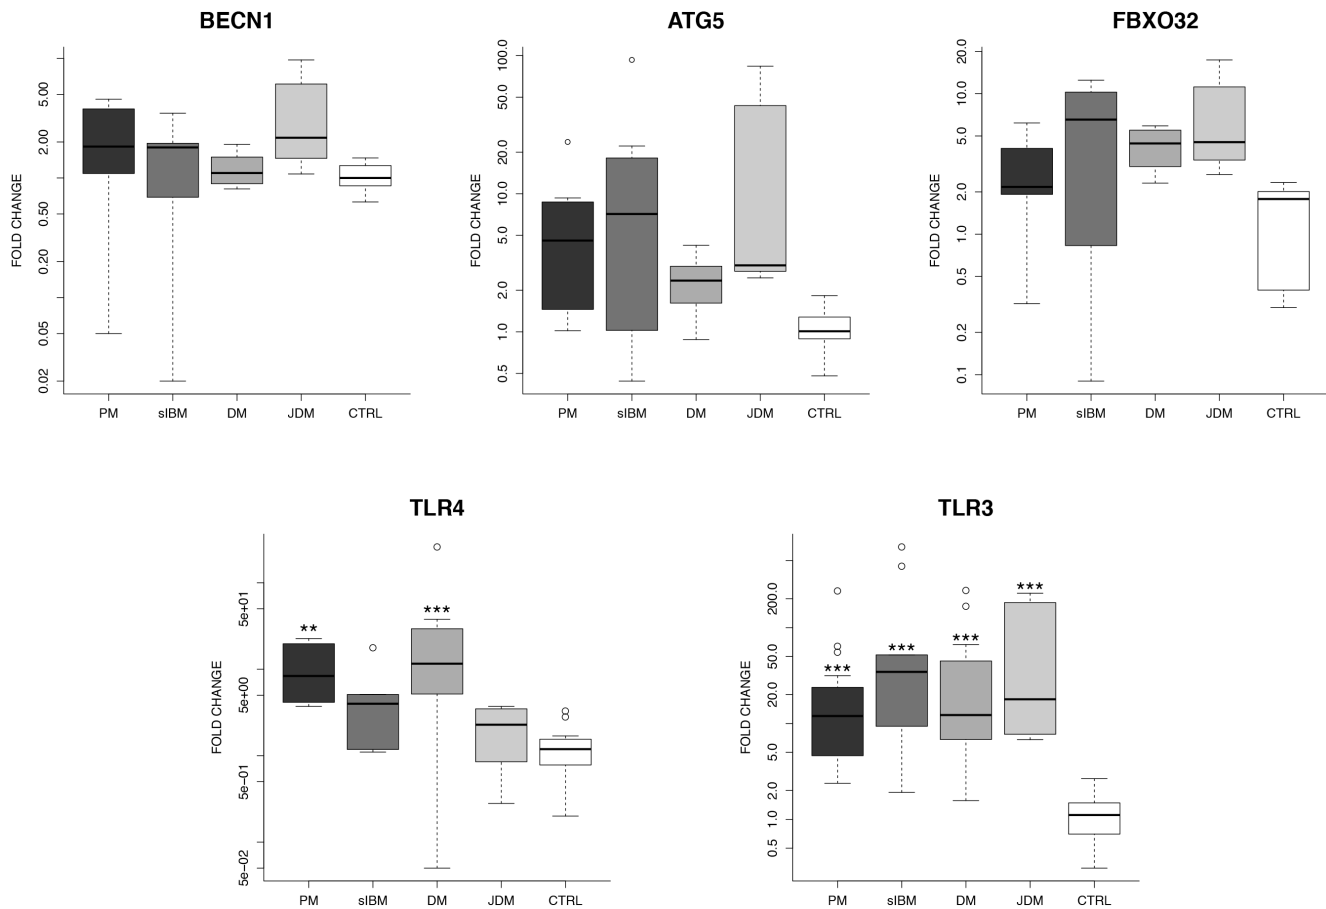 BECN1 ATG5 FBXO32
FOLD CHANGE
5.00
2.00
0.50
0.20
0.05
0.02
PM sIBM DM JDM CTRL
FOLD CHANGE
100.0
50.0
20.0
10.0
5.0
2.0
1.0
0.5
PM sIBM DM JDM CTRL
FOLD CHANGE
20.0
10.0
5.0
2.0
1.0
0.5
0.2
0.1
PM sIBM DM JDM CTRL
TLR4
FOLD CHANGE
5e+01
5e+00
5e−01
5e−02
** ***
PM sIBM DM JDM CTRL
TLR3
FOLD CHANGE
200.0
50.0
20.0
5.0
2.0
1.0
0.5
*** *** *** ***
PM sIBM DM JDM CTRL